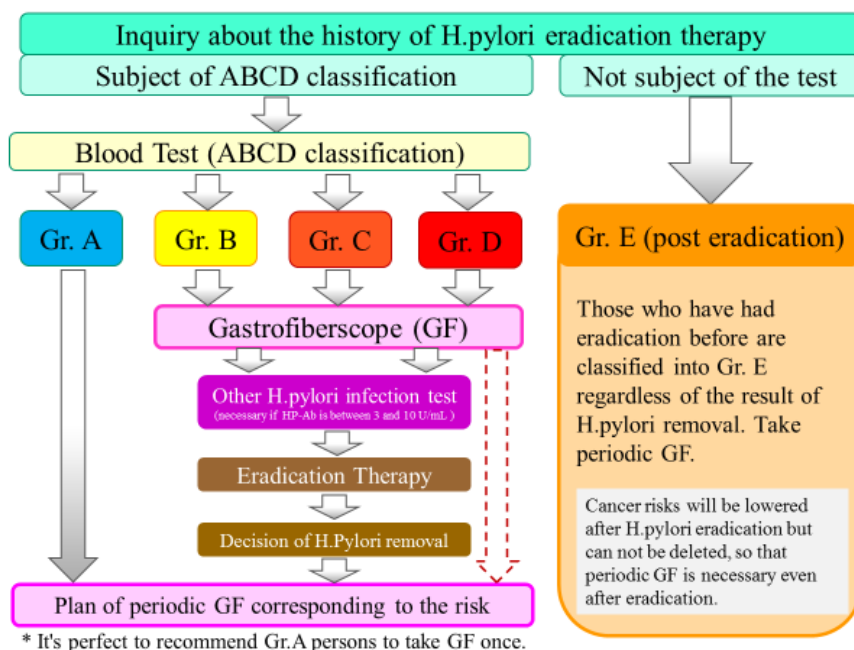 Inquiry about the history of H.pylori eradication therapy
Subject of ABCD classification
Not subject of the test
Blood Test (ABCD classification)
Gr. A
Gr. B
Gr. C
Gr. D
Gastrofiberscope (GF)
Other H.pylori infection test
(necessary if HP-Ab is between 3 and 10 U/mL )
Eradication Therapy
Decision of H.Pylori removal
Plan of periodic GF corresponding to the risk
* It's perfect to recommend Gr.A persons to take GF once.
Gr. E (post eradication)
Those who have had
eradication before are
classified into Gr. E
regardless of the result of
H.pylori removal. Take
periodic GF.
Cancer risks will be lowered
after H.pylori eradication but
can not be deleted, so that
periodic GF is necessary even
after eradication.